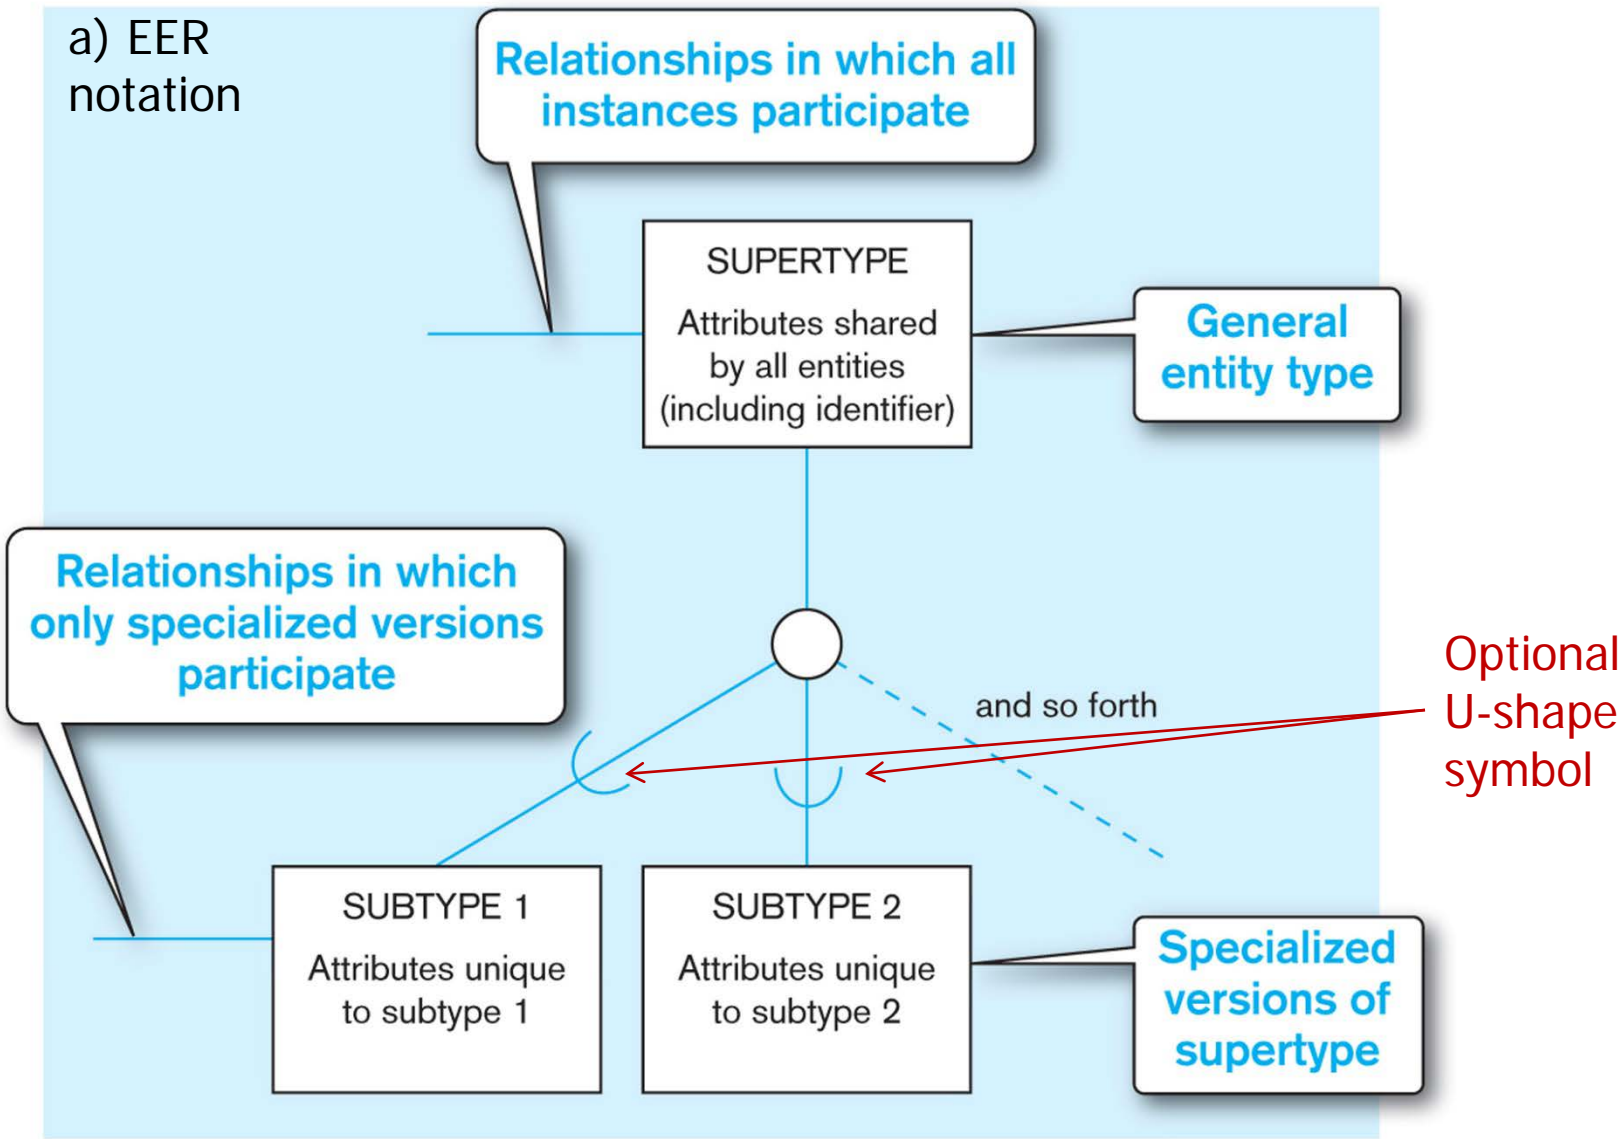 a) EER
notation
Relationships in which all
instances participate
SUPERTYPE
Attributes shared
by all entities
(including identifier)
General
entity type
Relationships in which
only specialized versions
participate
and so forth
Optional
U-shape
symbol
SUBTYPE 1
Attributes unique
to subtype 1
SUBTYPE 2
Attributes unique
to subtype 2
Specialized
versions of
supertype